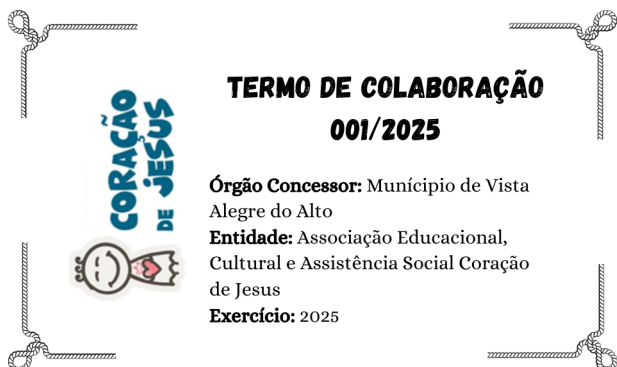 TERMO DE COLABORAÇÃO
001/2025
CORAÇÃO
DE JESUS
Órgão Concessor: Munícipio de Vista
Alegre do Alto
Entidade: Associação Educacional,
Cultural e Assistência Social Coração
de Jesus
Exercício: 2025